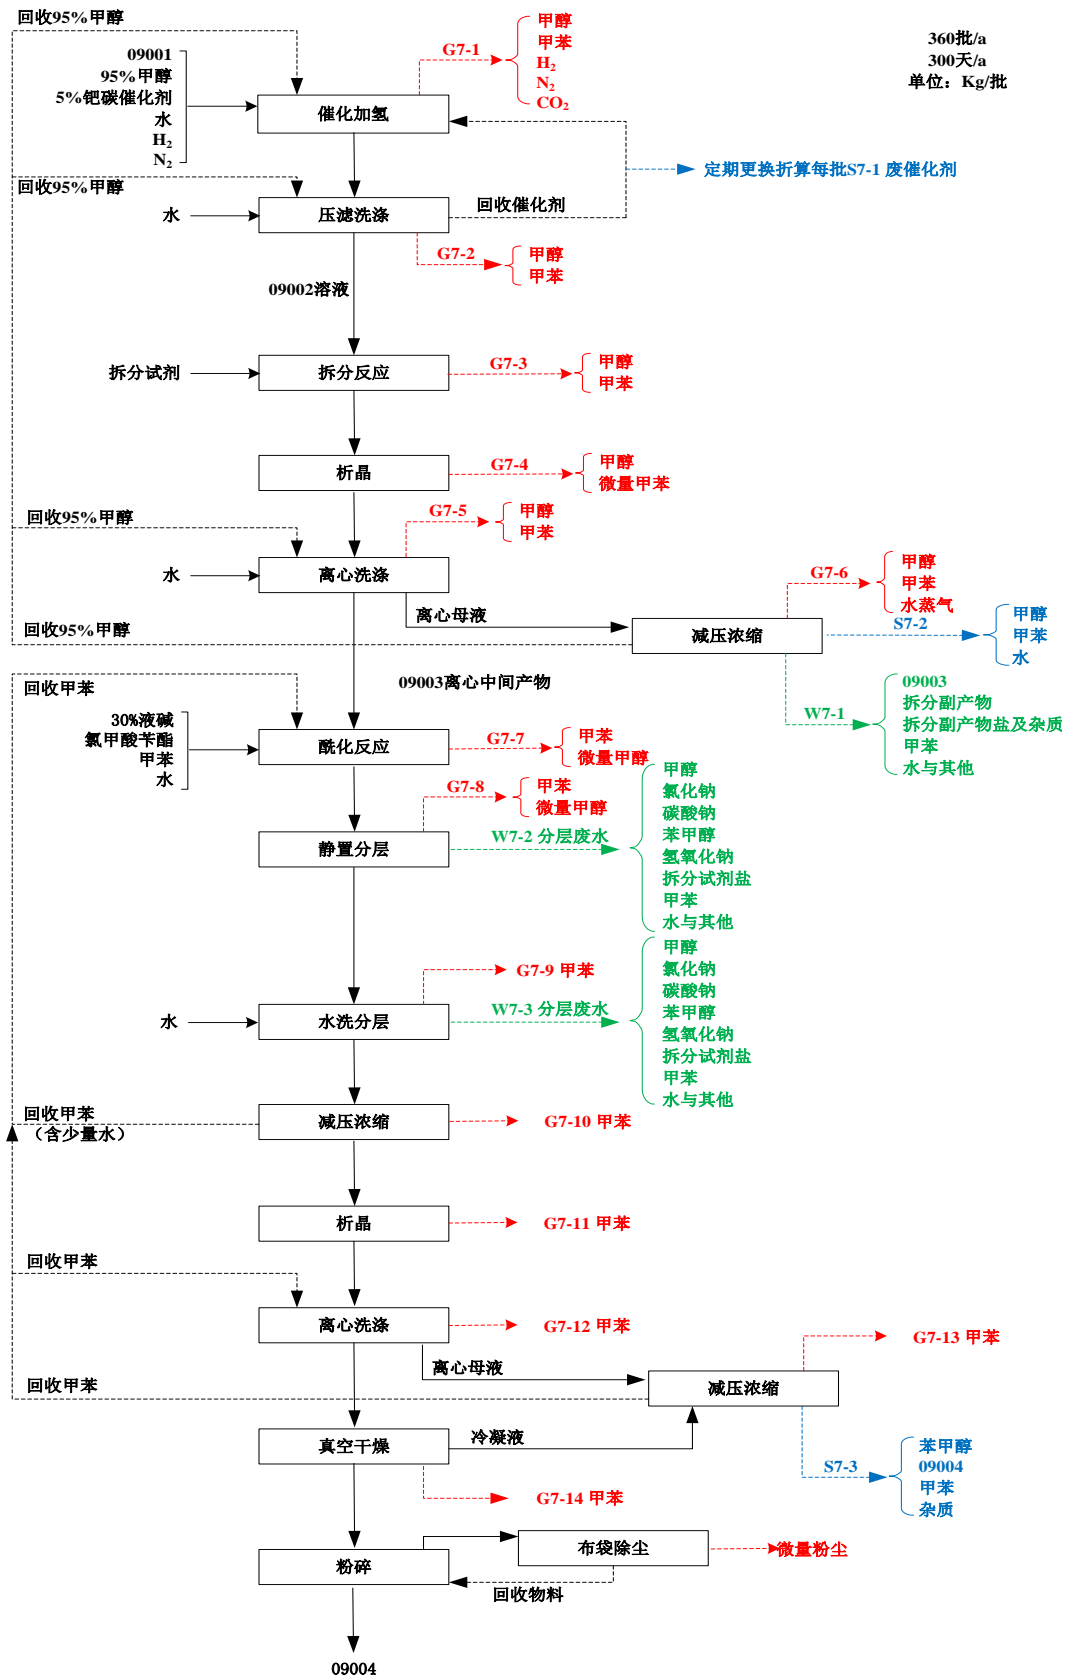 回收95%甲醇
360批/a
300天/a
单位：Kg/批
09001
95%甲醇
5%钯碳催化剂
水
H₂
N₂
催化加氢
G7-1
甲醇
甲苯
H₂
N₂
CO₂
定期更换折算每批S7-1 废催化剂
回收95%甲醇
水
压滤洗涤
回收催化剂
G7-2
甲醇
甲苯
09002溶液
拆分试剂
拆分反应
G7-3
甲醇
甲苯
析晶
G7-4
甲醇
微量甲苯
回收95%甲醇
G7-5
甲醇
甲苯
水
离心洗涤
离心母液
G7-6
甲醇
甲苯
水蒸气
减压浓缩
S7-2
甲醇
甲苯
水
回收95%甲醇
W7-1
09003
拆分副产物
拆分副产物盐及杂质
甲苯
水与其他
09003离心中间产物
回收甲苯
30%液碱
氯甲酸苄酯
甲苯
水
酰化反应
G7-7
甲苯
微量甲醇
G7-8
甲苯
微量甲醇
静置分层
W7-2 分层废水
甲醇
氯化钠
碳酸钠
苯甲醇
氢氧化钠
拆分试剂盐
甲苯
水与其他
G7-9 甲苯
水
水洗分层
W7-3 分层废水
甲醇
氯化钠
碳酸钠
苯甲醇
氢氧化钠
拆分试剂盐
甲苯
水与其他
回收甲苯
（含少量水）
减压浓缩
G7-10 甲苯
析晶
G7-11 甲苯
回收甲苯
离心洗涤
G7-12 甲苯
离心母液
G7-13 甲苯
减压浓缩
回收甲苯
真空干燥
冷凝液
S7-3
苯甲醇
09004
甲苯
杂质
G7-14 甲苯
粉碎
布袋除尘
微量粉尘
回收物料
09004